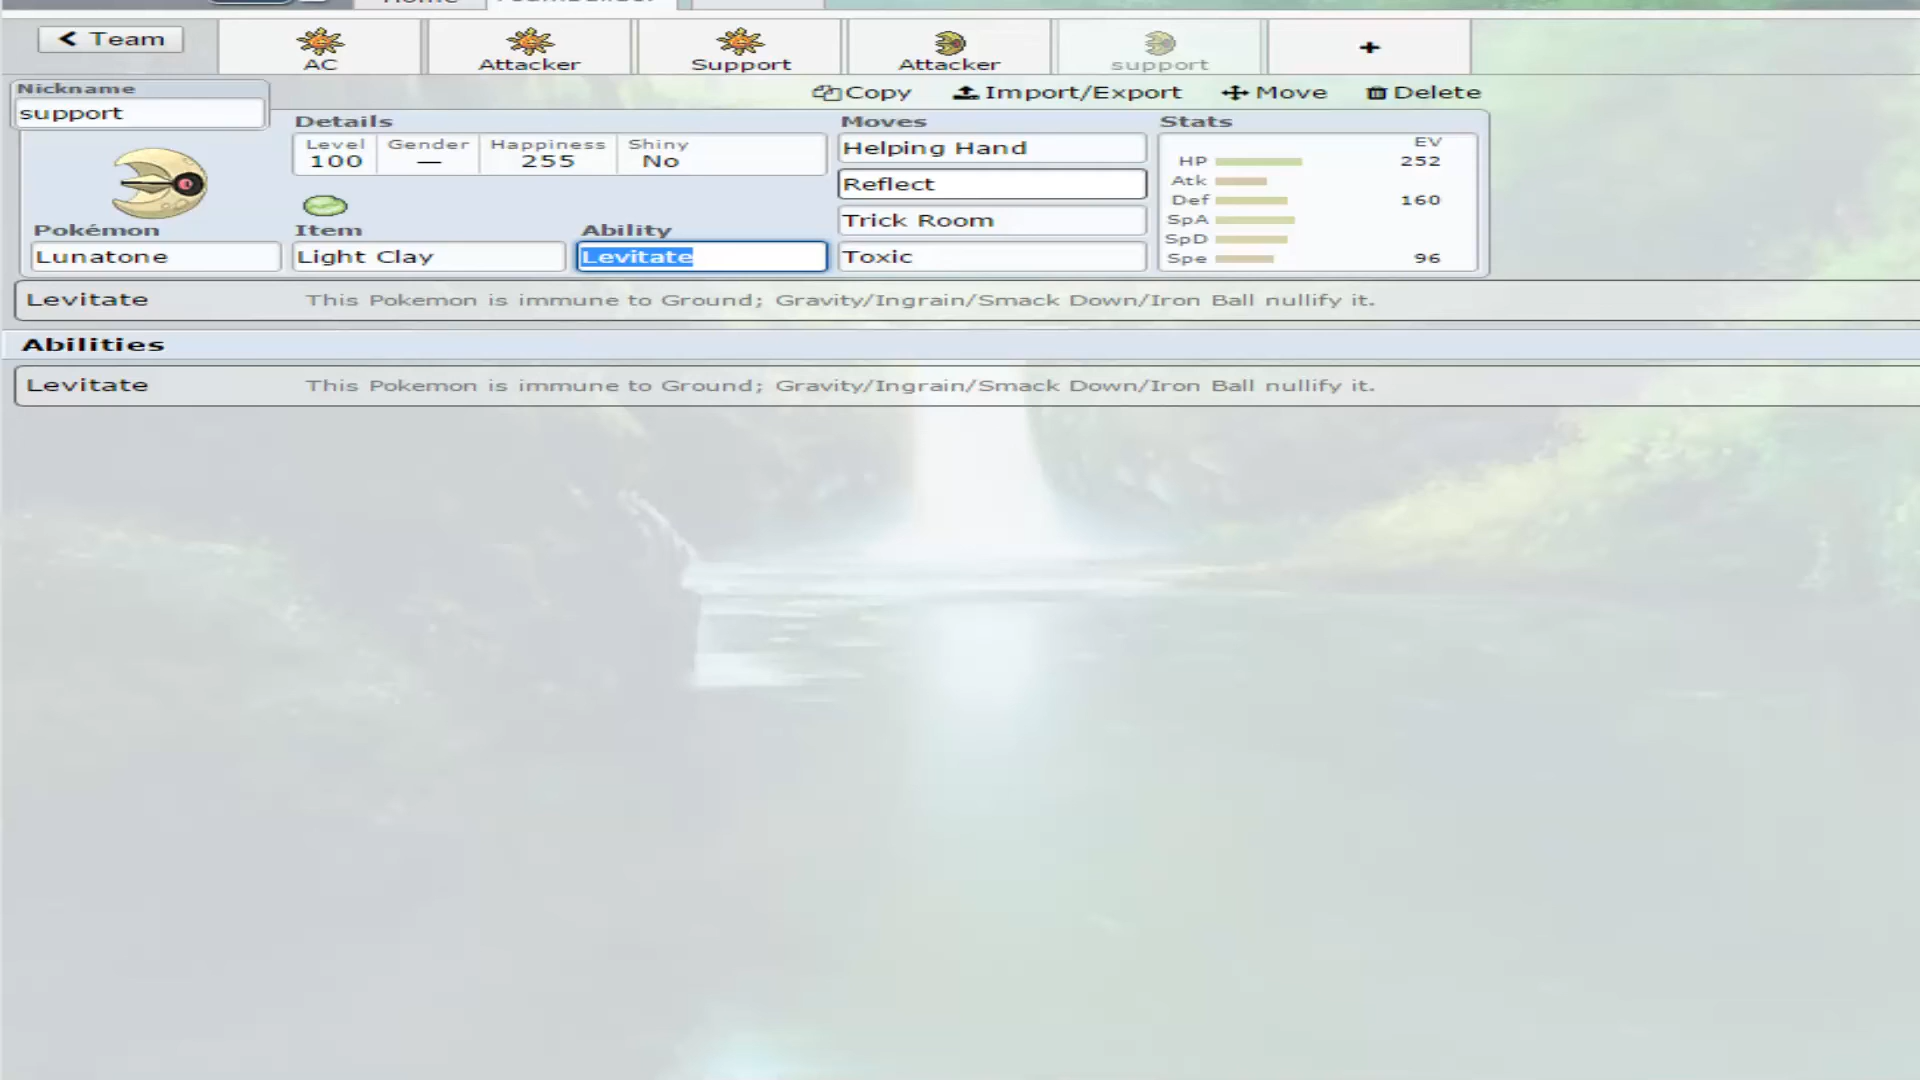 Home Teambuilder
< Team
AC
Attacker
Support
Attacker
support
+
Nickname
support
Copy Import/Export Move Delete
Details
Level Gender Happiness Shiny
100 — 255 No
Pokémon
Lunatone
Item
Light Clay
Ability
Levitate
Moves
Helping Hand
Reflect
Trick Room
Toxic
Stats
EV
HP 252
Atk
Def 160
SpA
SpD
Spe 96
Levitate This Pokemon is immune to Ground; Gravity/Ingrain/Smack Down/Iron Ball nullify it.
Abilities
Levitate This Pokemon is immune to Ground; Gravity/Ingrain/Smack Down/Iron Ball nullify it.